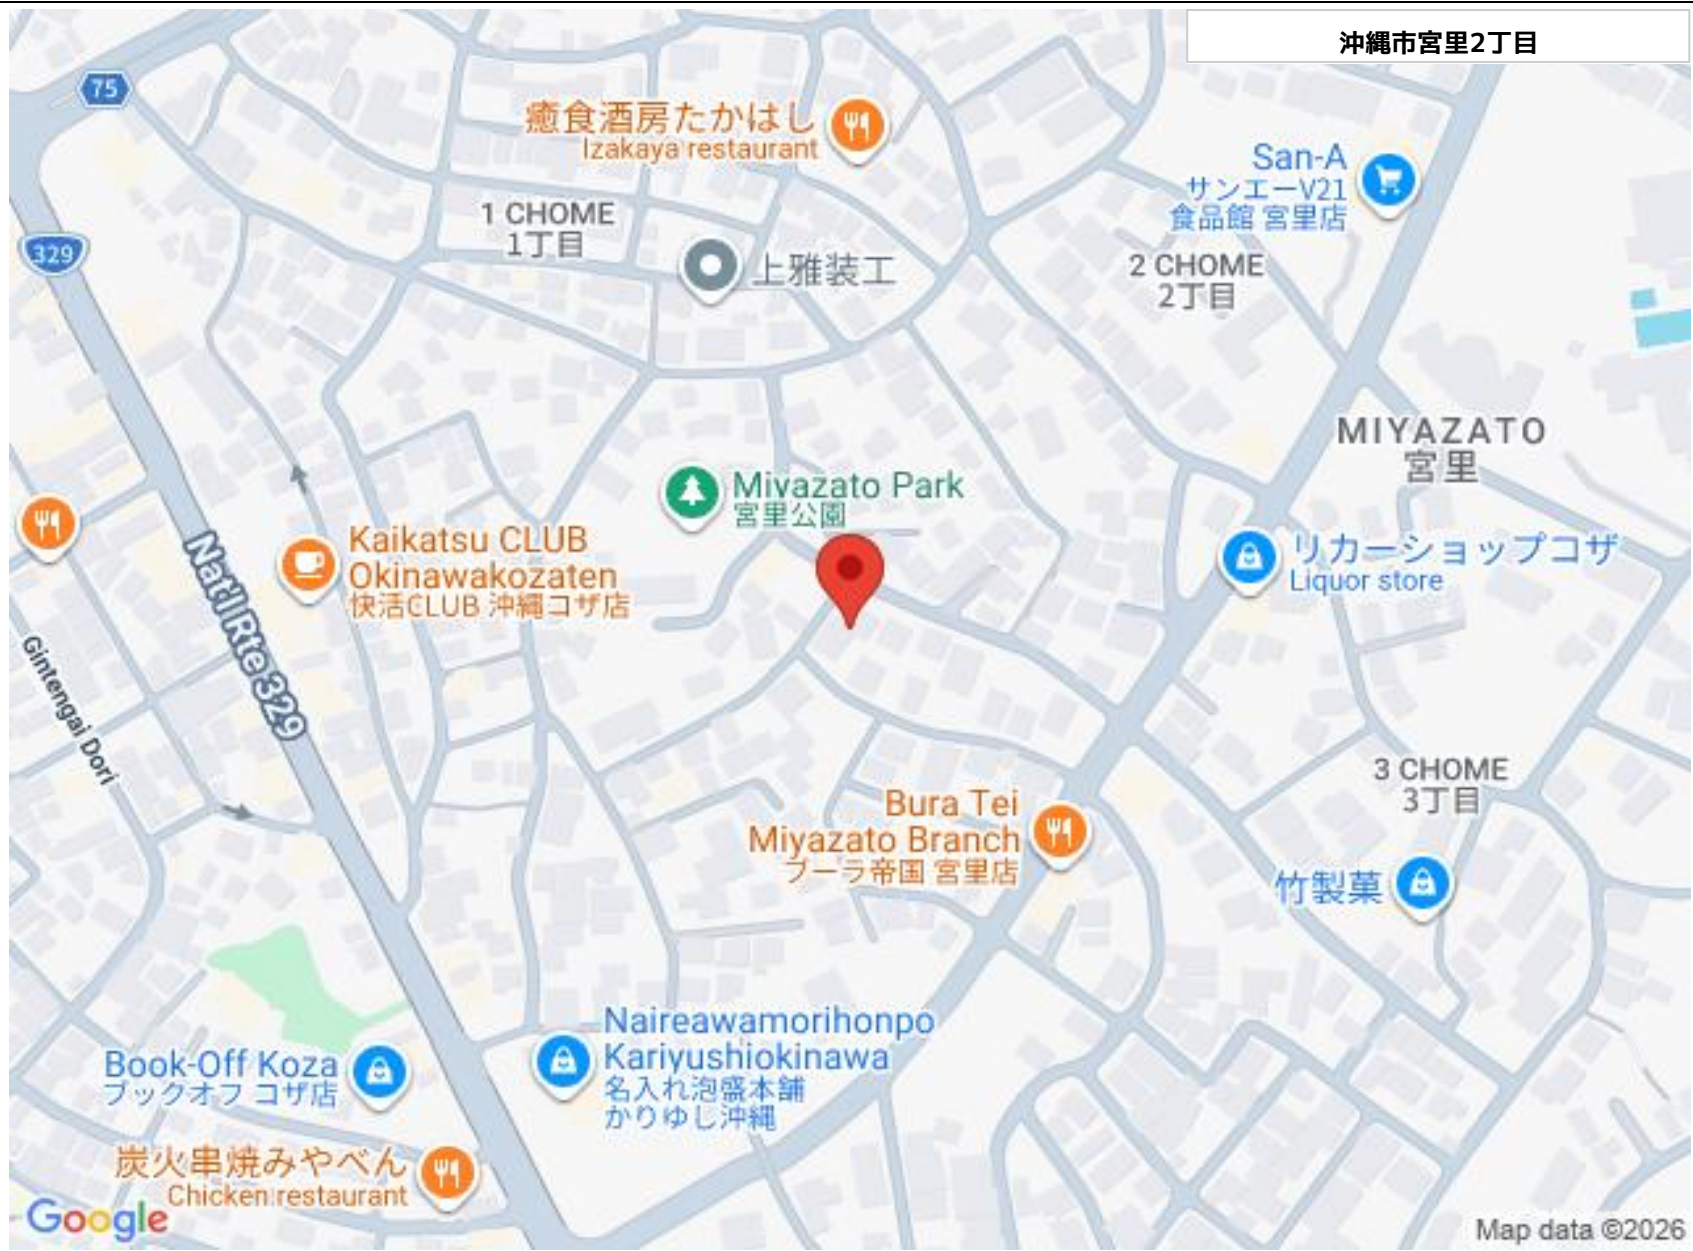 沖縄市宮里2丁目
75
癒食酒房たかはし
Izakaya restaurant
San-A
サンエーV21
食品館 宮里店
1 CHOME
1丁目
329
上雅装工
2 CHOME
2丁目
MIYAZATO
宮里
Miyazato Park
宮里公園
Kaikatsu CLUB
Okinawakozaten
快活CLUB 沖縄コザ店
リカーショップコザ
Liquor store
Nat'l Rte 329
Gintengai Dori
3 CHOME
3丁目
Bura Tei
Miyazato Branch
ブーラ帝国 宮里店
竹製菓
Naireawamorihonpo
Kariyushiokinawa
名入れ泡盛本舗
かりゆし沖縄
Book-Off Koza
ブックオフ コザ店
炭火串焼みやべん
Chicken restaurant
Google
Map data ©2026